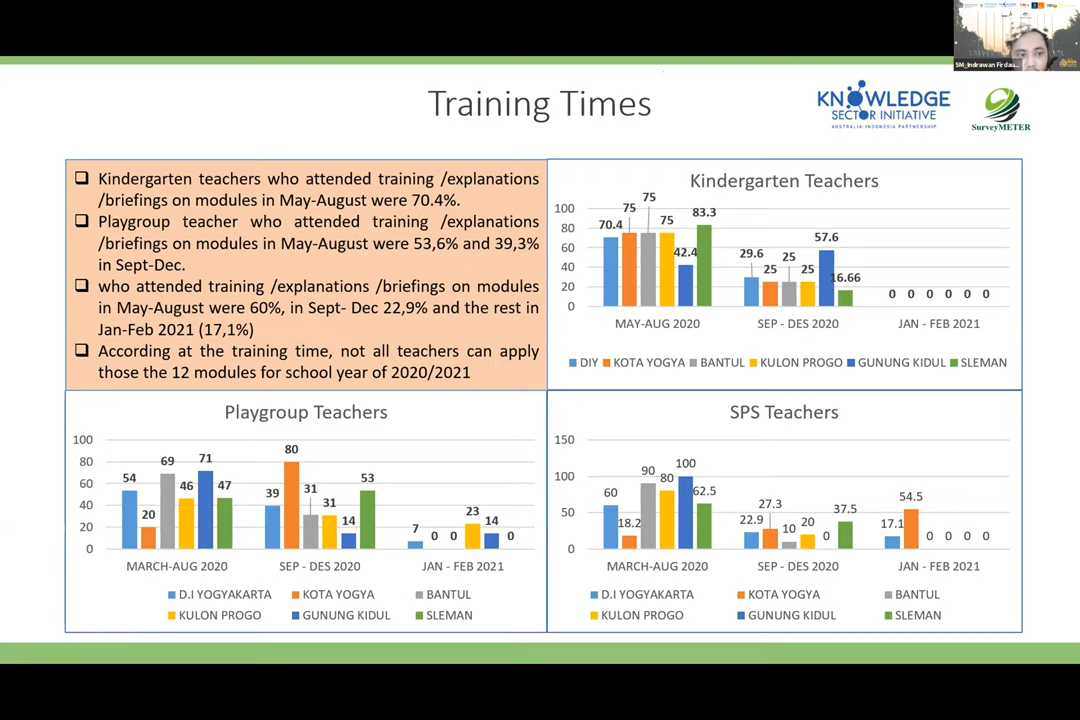 SM_Indrawan Firdau...
Training Times
KNOWLEDGE
SECTOR INITIATIVE
AUSTRALIA-INDONESIA PARTNERSHIP
SurveyMETER
Kindergarten teachers who attended training /explanations
/briefings on modules in May-August were 70.4%.
Playgroup teacher who attended training /explanations
/briefings on modules in May-August were 53,6% and 39,3%
in Sept-Dec.
who attended training /explanations /briefings on modules
in May-August were 60%, in Sept- Dec 22,9% and the rest in
Jan-Feb 2021 (17,1%)
According at the training time, not all teachers can apply
those the 12 modules for school year of 2020/2021
Kindergarten Teachers
100
80
60
40
20
0
70.4 75 75 75 42.4 83.3
29.6 25 25 25 57.6 16.66
0 0 0 0 0 0
MAY-AUG 2020 SEP - DES 2020 JAN - FEB 2021
DIY KOTA YOGYA BANTUL KULON PROGO GUNUNG KIDUL SLEMAN
Playgroup Teachers
100
80
60
40
20
0
54 20 69 46 71 47
39 80 31 31 14 53
7 0 0 23 14 0
MARCH-AUG 2020 SEP - DES 2020 JAN - FEB 2021
D.I YOGYAKARTA KOTA YOGYA BANTUL
KULON PROGO GUNUNG KIDUL SLEMAN
SPS Teachers
150
100
50
0
60 18.2 90 80 100 62.5
22.9 27.3 10 20 0 37.5
17.1 54.5 0 0 0 0
MARCH-AUG 2020 SEP - DES 2020 JAN - FEB 2021
D.I YOGYAKARTA KOTA YOGYA BANTUL
KULON PROGO GUNUNG KIDUL SLEMAN